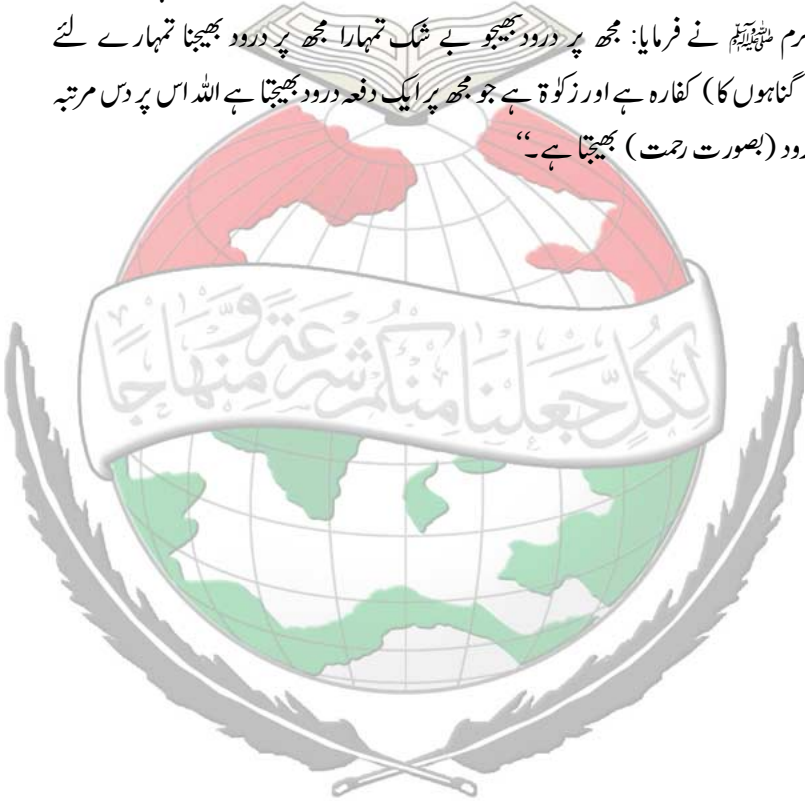 رم ﷺ نے فرمایا: مجھ پر درود بھیجو بے شک تمہارا مجھ پر درود بھیجنا تمہارے لئے
گناہوں کا) کفارہ ہے اور زکوٰۃ ہے جو مجھ پر ایک دفعہ درود بھیجتا ہے اللہ اس پر دس مرتبہ
رود (بصورت رحمت) بھیجتا ہے۔‘‘
لِكُلٍّ جَعَلْنَا مِنْكُمْ شِرْعَةً وَّمِنْهَاجًا